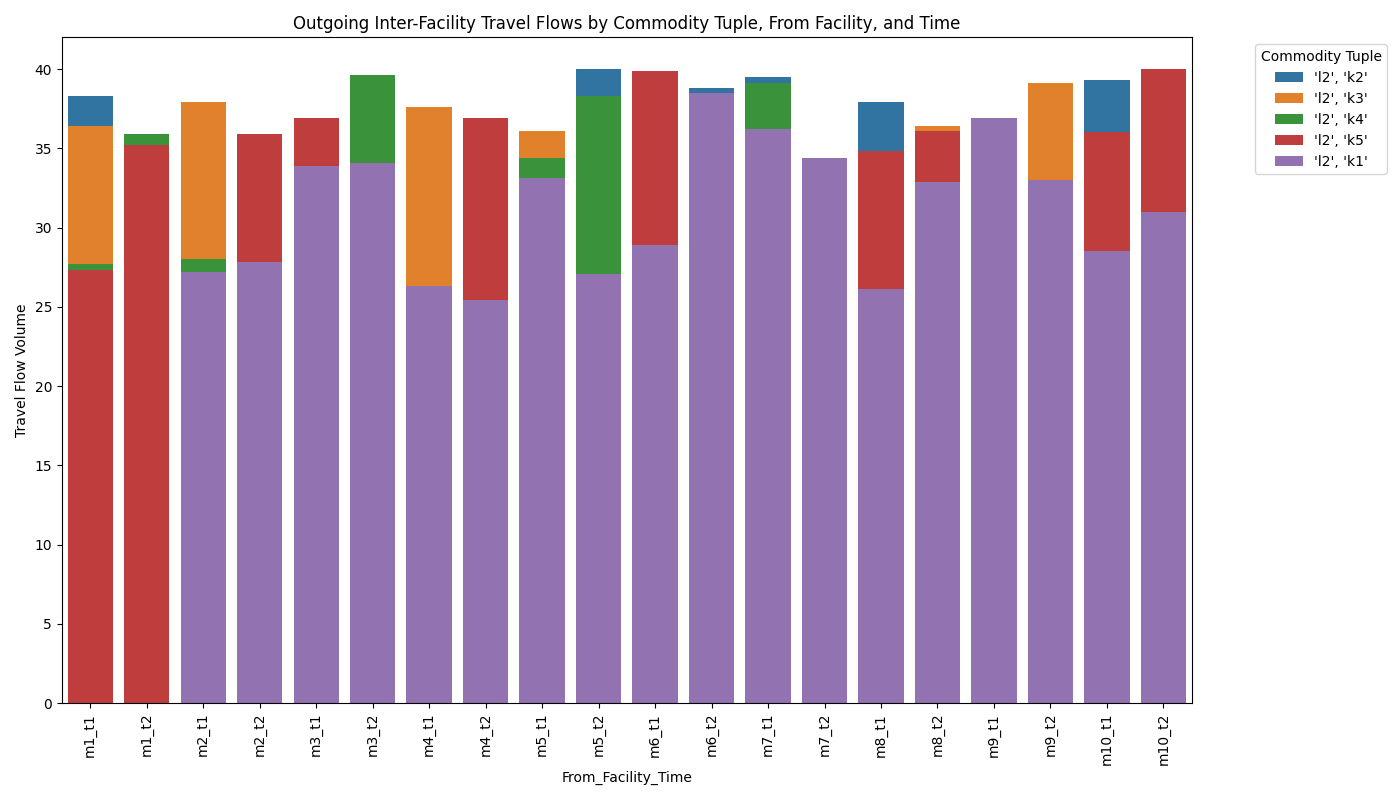 Outgoing Inter-Facility Travel Flows by Commodity Tuple, From Facility, and Time
Commodity Tuple
'l2', 'k2'
'l2', 'k3'
'l2', 'k4'
'l2', 'k5'
'l2', 'k1'
Travel Flow Volume
40
35
30
25
20
15
10
5
0
m1_t1
m1_t2
m2_t1
m2_t2
m3_t1
m3_t2
m4_t1
m4_t2
m5_t1
m5_t2
m6_t1
m6_t2
m7_t1
m7_t2
m8_t1
m8_t2
m9_t1
m9_t2
m10_t1
m10_t2
From_Facility_Time